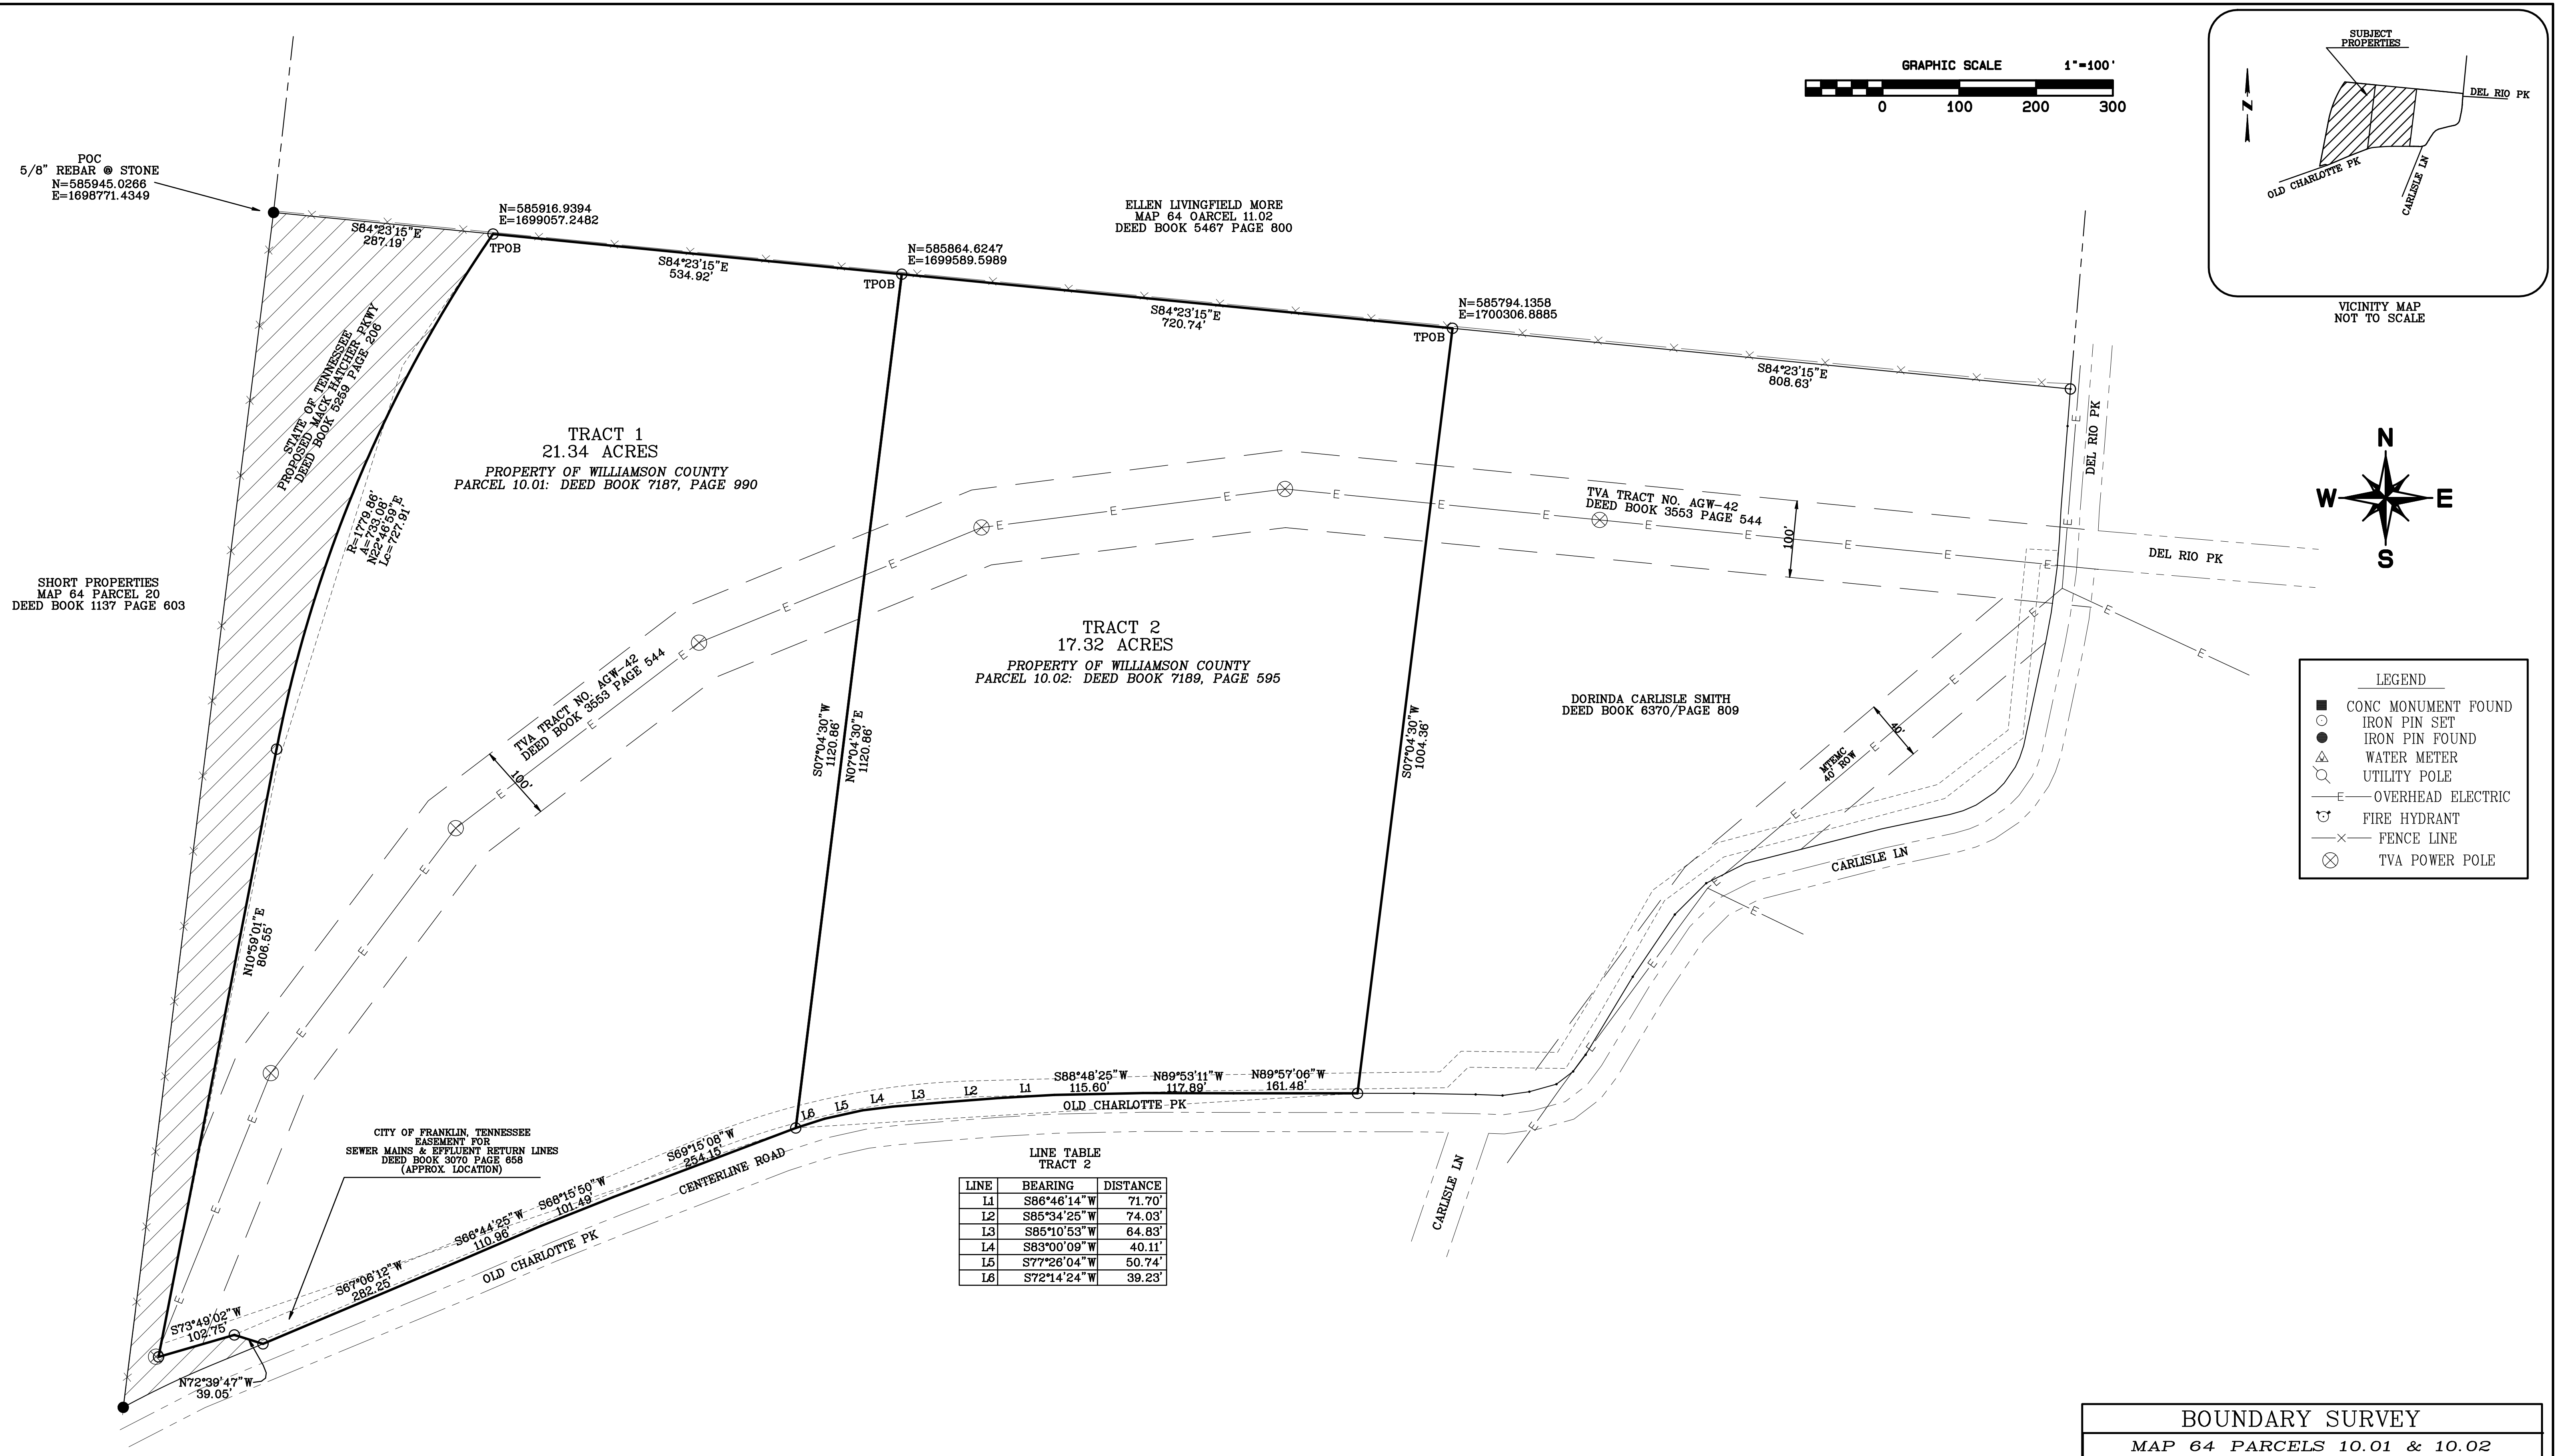 GRAPHIC SCALE 1"=100'
0 100 200 300
SUBJECT
PROPERTIES
N
DEL RIO PK
OLD CHARLOTTE PK
CARLISLE LN
VICINITY MAP
NOT TO SCALE
POC
5/8" REBAR @ STONE
N=585945.0266
E=1698771.4349
S84°23'15"E
287.19'
N=585916.9394
E=1699057.2482
TPOB
S84°23'15"E
534.92'
ELLEN LIVINGFIELD MORE
MAP 64 OARCEL 11.02
DEED BOOK 5467 PAGE 800
N=585864.6247
E=1699589.5989
TPOB
S84°23'15"E
720.74'
N=585794.1358
E=1700306.8885
TPOB
S84°23'15"E
808.63'
DEL RIO PK
STATE OF TENNESSEE
PROPOSED MACK HATCHER PKWY
DEED BOOK 5259 PAGE 206
R=1779.86'
A=733.08'
N22°46'59"E
Lc=727.91'
TRACT 1
21.34 ACRES
PROPERTY OF WILLIAMSON COUNTY
PARCEL 10.01: DEED BOOK 7187, PAGE 990
TVA TRACT NO. AGW-42
DEED BOOK 3553 PAGE 544
100'
DEL RIO PK
N
W E
S
SHORT PROPERTIES
MAP 64 PARCEL 20
DEED BOOK 1137 PAGE 603
TRACT 2
17.32 ACRES
PROPERTY OF WILLIAMSON COUNTY
PARCEL 10.02: DEED BOOK 7189, PAGE 595
TVA TRACT NO. AGW-42
DEED BOOK 3553 PAGE 544
100'
S07°04'30"W
1120.86'
N07°04'30"E
1120.86'
S07°04'30"W
1004.36'
DORINDA CARLISLE SMITH
DEED BOOK 6370/PAGE 809
MTEMC
40' ROW
40'
CARLISLE LN
LEGEND
CONC MONUMENT FOUND
IRON PIN SET
IRON PIN FOUND
WATER METER
UTILITY POLE
E OVERHEAD ELECTRIC
FIRE HYDRANT
FENCE LINE
TVA POWER POLE
N10°59'01"E
806.55'
CITY OF FRANKLIN, TENNESSEE
EASEMENT FOR
SEWER MAINS & EFFLUENT RETURN LINES
DEED BOOK 3070 PAGE 658
(APPROX. LOCATION)
S73°49'02"W
102.75'
N72°39'47"W
39.05'
S67°06'12"W
282.25'
S66°44'25"W
110.96'
S68°15'50"W
101.49'
S69°15'08"W
254.15'
OLD CHARLOTTE PK
CENTERLINE ROAD
L6 L5 L4 L3 L2 L1
S88°48'25"W
115.60'
N89°53'11"W
117.89'
N89°57'06"W
161.48'
OLD CHARLOTTE PK
CARLISLE LN
LINE TABLE
TRACT 2
LINE BEARING DISTANCE
L1 S86°46'14"W 71.70'
L2 S85°34'25"W 74.03'
L3 S85°10'53"W 64.83'
L4 S83°00'09"W 40.11'
L5 S77°26'04"W 50.74'
L6 S72°14'24"W 39.23'
BOUNDARY SURVEY
MAP 64 PARCELS 10.01 & 10.02